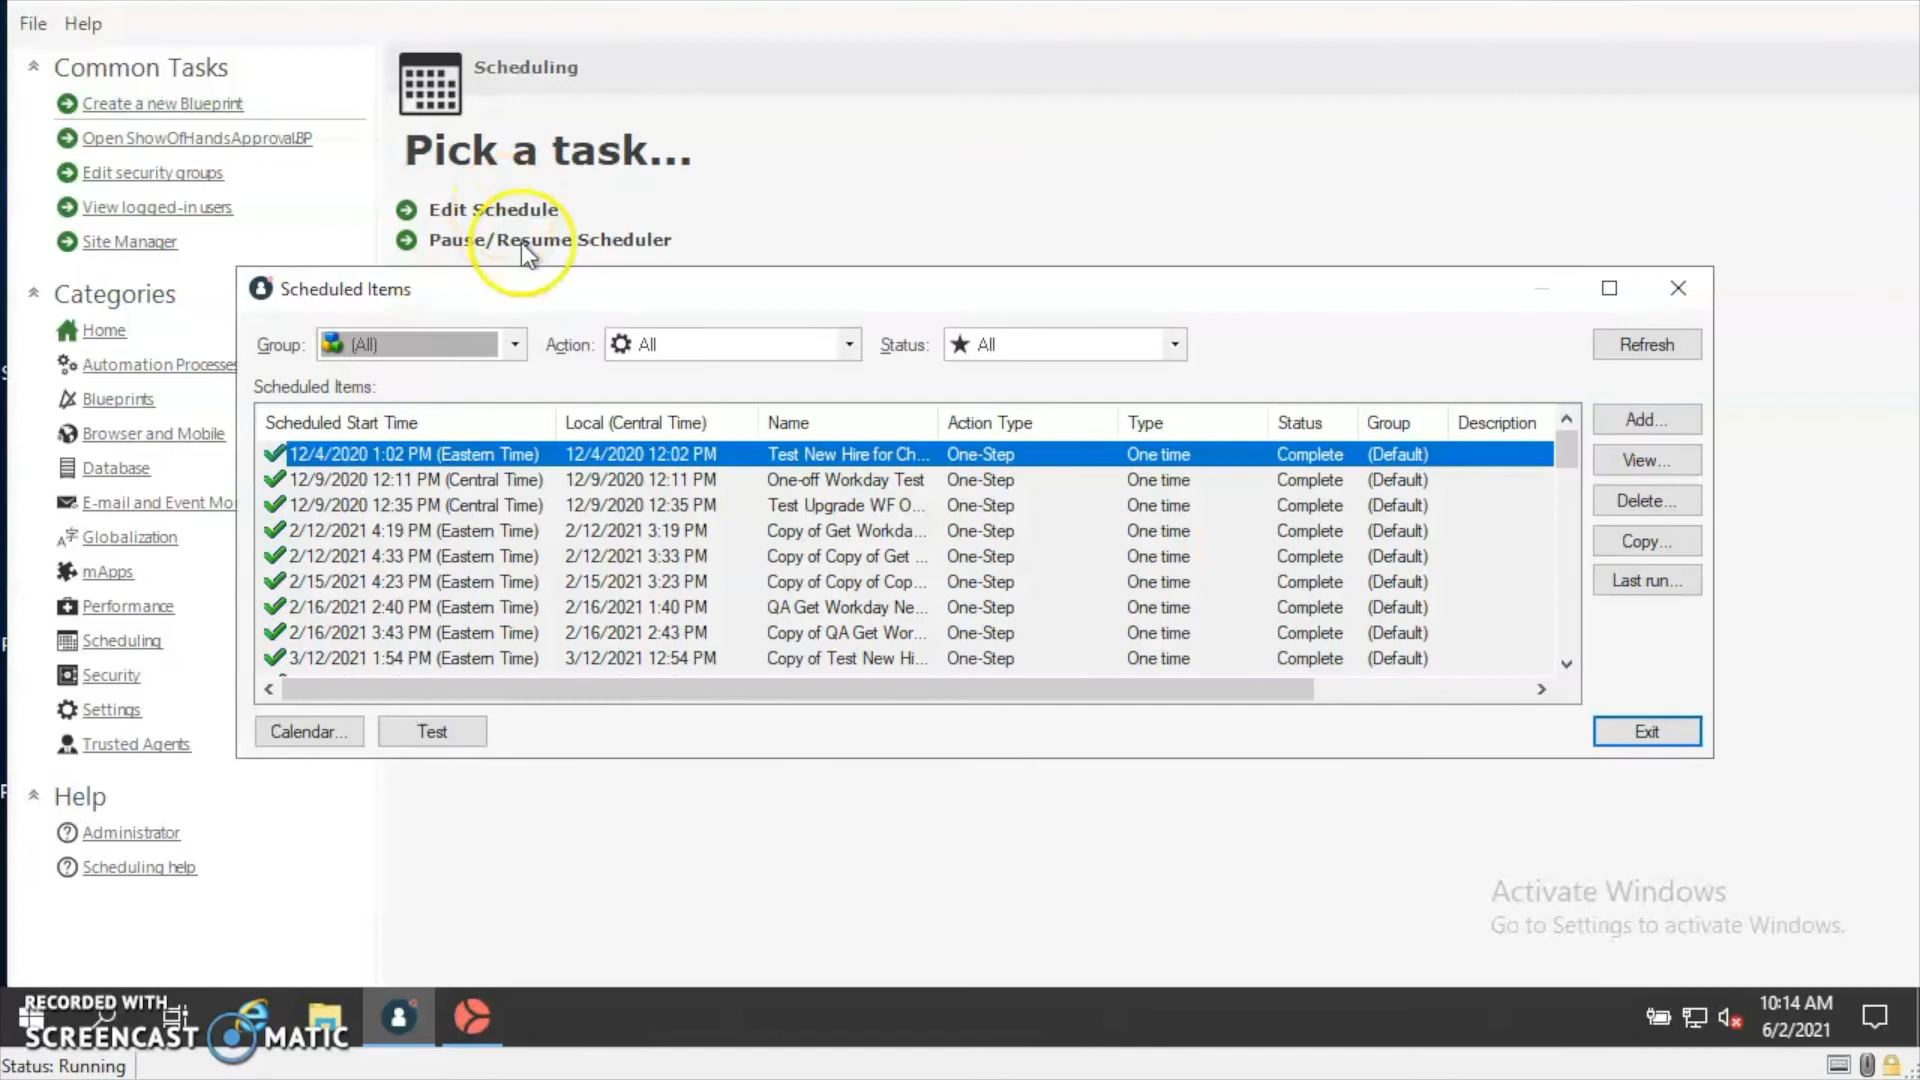 File Help
Common Tasks
Create a new Blueprint
Open ShowOfHandsApproval.BP
Edit security groups
View logged-in users
Site Manager
Categories
Home
Automation Processes
Blueprints
Browser and Mobile
Database
E-mail and Event Mo
Globalization
mApps
Performance
Scheduling
Security
Settings
Trusted Agents
Help
Administrator
Scheduling help
Scheduling
Pick a task...
Edit Schedule
Pause/Resume Scheduler
Scheduled Items
Group: (All) Action: All Status: All Refresh
Scheduled Items:
Scheduled Start Time Local (Central Time) Name Action Type Type Status Group Description
12/4/2020 1:02 PM (Eastern Time) 12/4/2020 12:02 PM Test New Hire for Ch... One-Step One time Complete (Default)
12/9/2020 12:11 PM (Central Time) 12/9/2020 12:11 PM One-off Workday Test One-Step One time Complete (Default)
12/9/2020 12:35 PM (Central Time) 12/9/2020 12:35 PM Test Upgrade WF O... One-Step One time Complete (Default)
2/12/2021 4:19 PM (Eastern Time) 2/12/2021 3:19 PM Copy of Get Workda... One-Step One time Complete (Default)
2/12/2021 4:33 PM (Eastern Time) 2/12/2021 3:33 PM Copy of Copy of Get ... One-Step One time Complete (Default)
2/15/2021 4:23 PM (Eastern Time) 2/15/2021 3:23 PM Copy of Copy of Cop... One-Step One time Complete (Default)
2/16/2021 2:40 PM (Eastern Time) 2/16/2021 1:40 PM QA Get Workday Ne... One-Step One time Complete (Default)
2/16/2021 3:43 PM (Eastern Time) 2/16/2021 2:43 PM Copy of QA Get Wor... One-Step One time Complete (Default)
3/12/2021 1:54 PM (Eastern Time) 3/12/2021 12:54 PM Copy of Test New Hi... One-Step One time Complete (Default)
Add...
View...
Delete...
Copy...
Last run...
Calendar... Test Exit
Activate Windows
Go to Settings to activate Windows.
RECORDED WITH
SCREENCAST MATIC
10:14 AM
6/2/2021
Status: Running